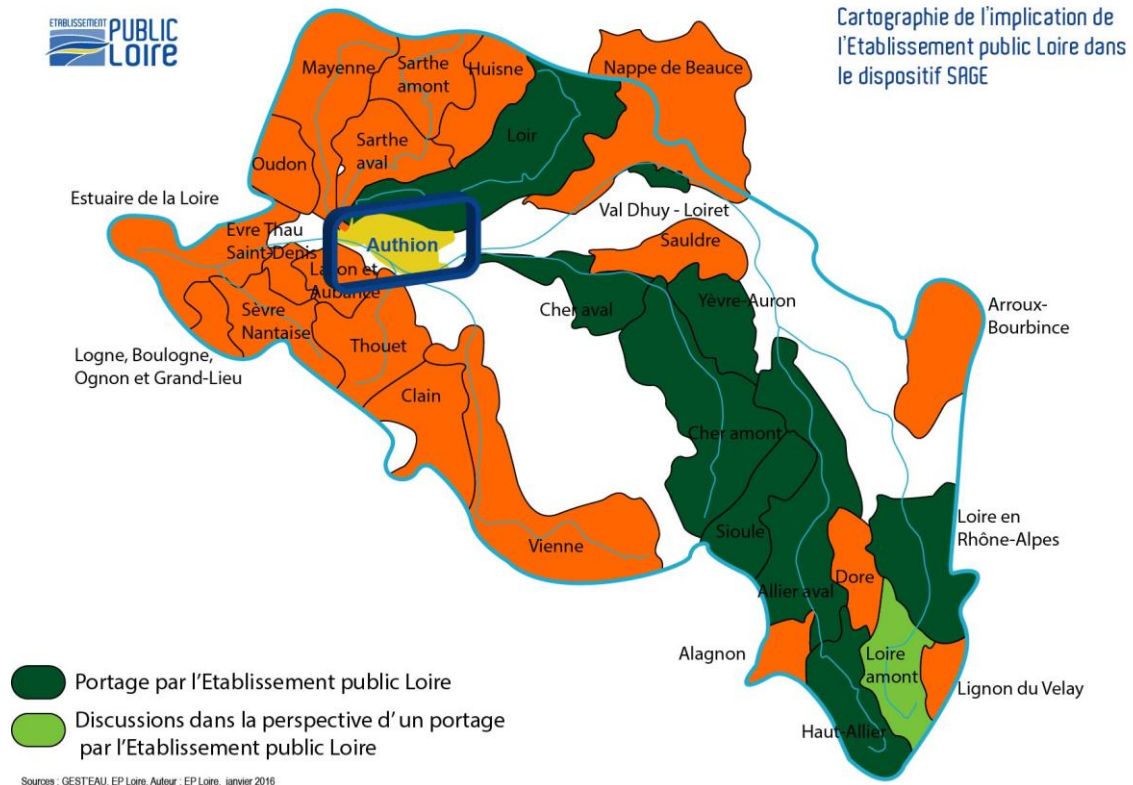 ETABLISSEMENT
PUBLIC
LOIRE
Cartographie de l'implication de
l'Etablissement public Loire dans
le dispositif SAGE
Mayenne
Sarthe
amont
Huisne
Nappe de Beauce
Loir
Sarthe
aval
Oudon
Estuaire de la Loire
Val Dhuy - Loiret
Evre Thau
Saint-Denis
Authion
Sauldre
Layon et
Aubance
Cher aval
Yèvre-Auron
Arroux-
Bourbince
Sèvre
Nantaise
Thouet
Logne, Boulogne,
Ognon et Grand-Lieu
Clain
Cher amont
Sioule
Loire en
Rhône-Alpes
Vienne
Dore
Allier aval
Alagnon
Loire
amont
Lignon du Velay
Haut-Allier
Portage par l'Etablissement public Loire
Discussions dans la perspective d'un portage
par l'Etablissement public Loire
Sources : GEST'EAU, EP Loire. Auteur : EP Loire, janvier 2016